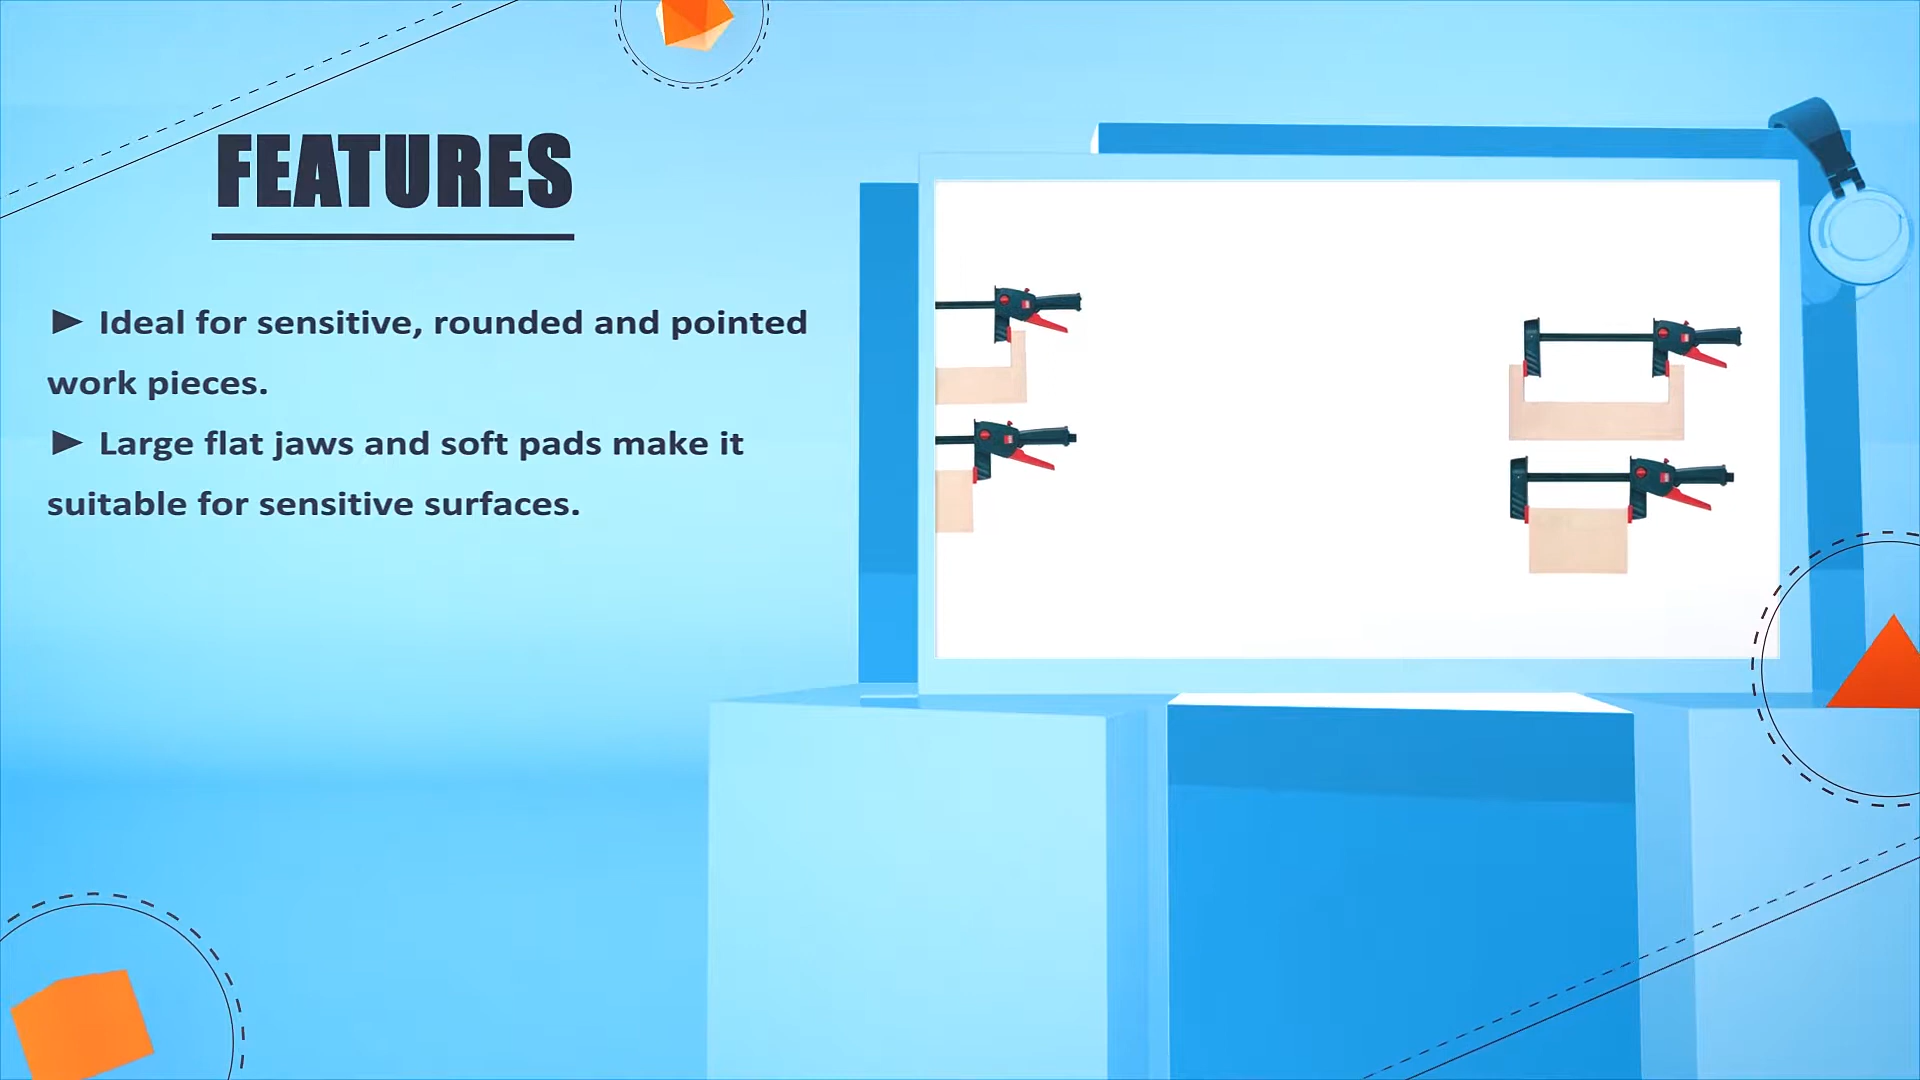 FEATURES
► Ideal for sensitive, rounded and pointed
work pieces.
► Large flat jaws and soft pads make it
suitable for sensitive surfaces.